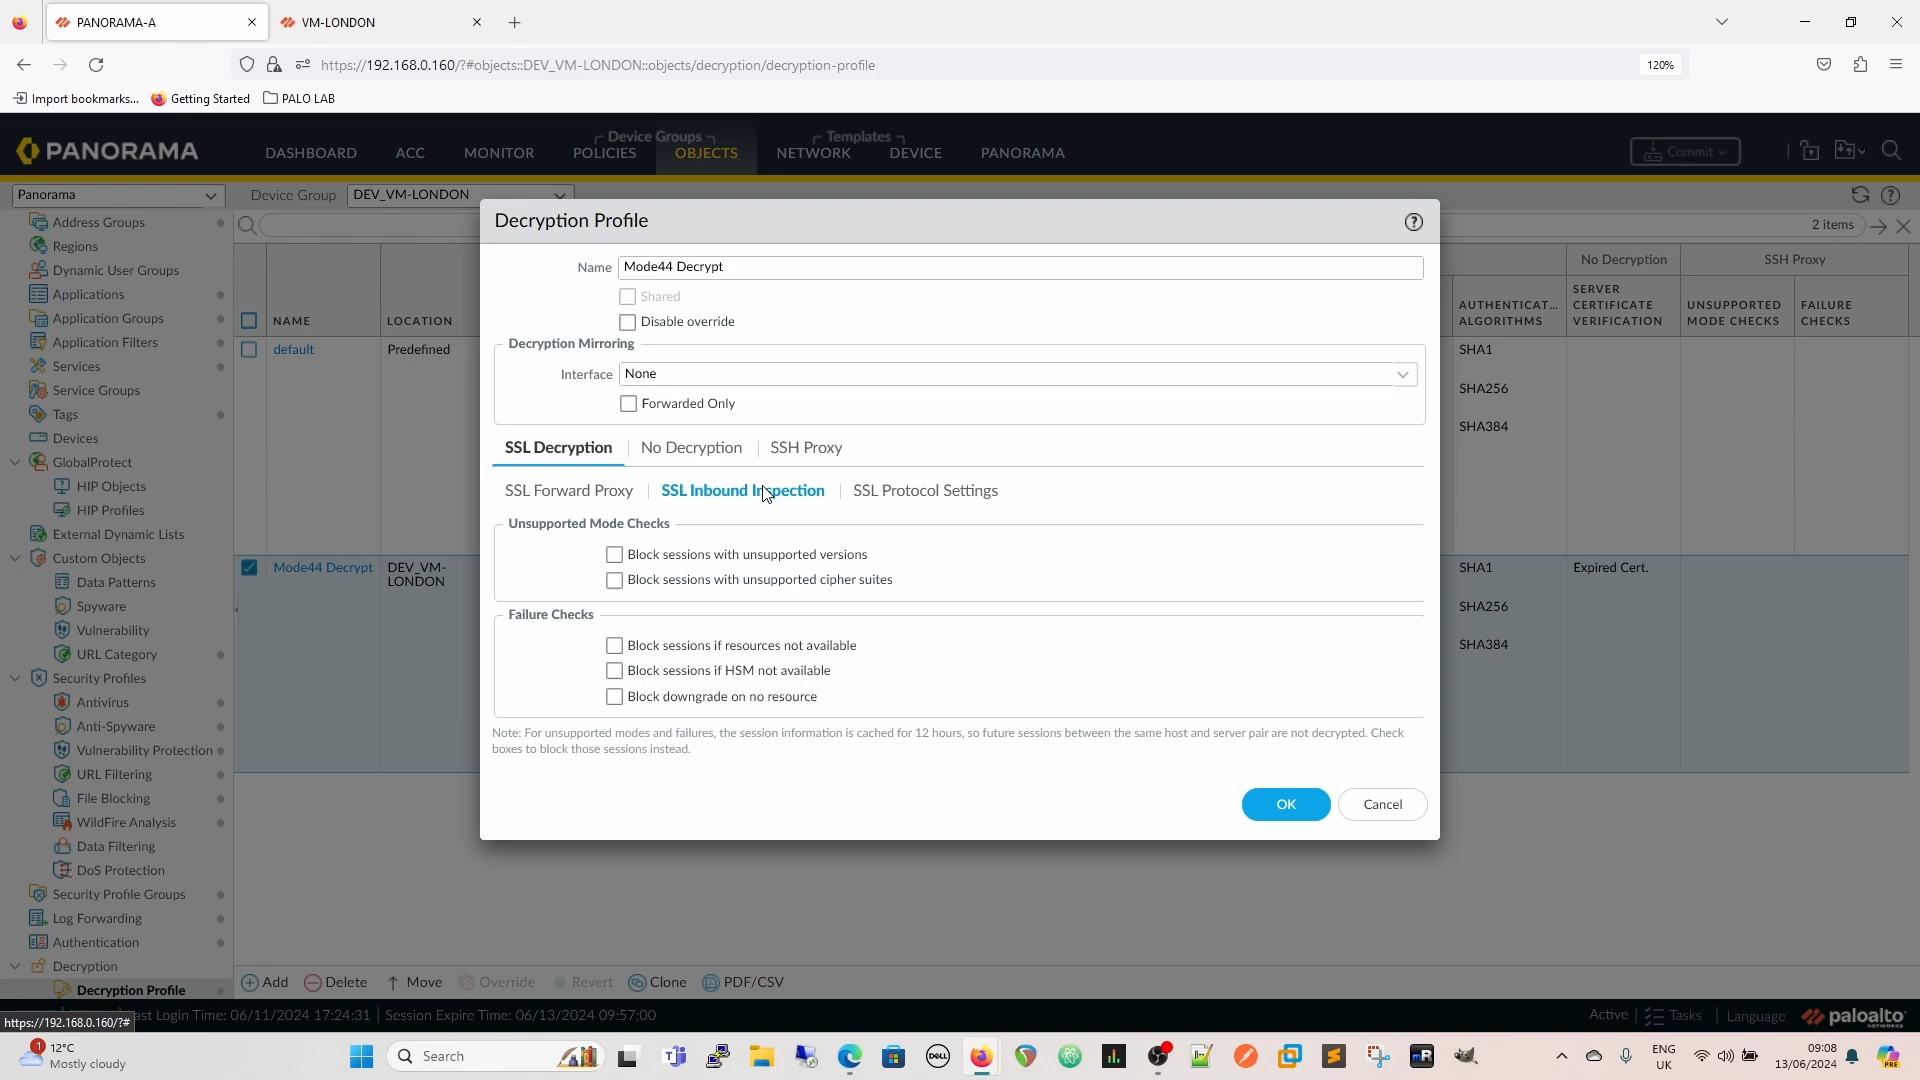 PANORAMA-A
VM-LONDON
https://192.168.0.160/?#objects::DEV_VM-LONDON::objects/decryption/decryption-profile
120%
Import bookmarks...
Getting Started
PALO LAB
PANORAMA
DASHBOARD
ACC
MONITOR
Device Groups
POLICIES
OBJECTS
Templates
NETWORK
DEVICE
PANORAMA
Commit
Panorama
Device Group
DEV_VM-LONDON
2 items
Address Groups
Regions
Dynamic User Groups
Applications
Application Groups
Application Filters
Services
Service Groups
Tags
Devices
GlobalProtect
HIP Objects
HIP Profiles
External Dynamic Lists
Custom Objects
Data Patterns
Spyware
Vulnerability
URL Category
Security Profiles
Antivirus
Anti-Spyware
Vulnerability Protection
URL Filtering
File Blocking
WildFire Analysis
Data Filtering
DoS Protection
Security Profile Groups
Log Forwarding
Authentication
Decryption
Decryption Profile
NAME
LOCATION
default
Predefined
Mode44 Decrypt
DEV_VM-
LONDON
Decryption Profile
Name
Mode44 Decrypt
Shared
Disable override
Decryption Mirroring
Interface
None
Forwarded Only
SSL Decryption
No Decryption
SSH Proxy
SSL Forward Proxy
SSL Inbound Inspection
SSL Protocol Settings
Unsupported Mode Checks
Block sessions with unsupported versions
Block sessions with unsupported cipher suites
Failure Checks
Block sessions if resources not available
Block sessions if HSM not available
Block downgrade on no resource
Note: For unsupported modes and failures, the session information is cached for 12 hours, so future sessions between the same host and server pair are not decrypted. Check
boxes to block those sessions instead.
OK
Cancel
No Decryption
SSH Proxy
AUTHENTICAT...
ALGORITHMS
SERVER
CERTIFICATE
VERIFICATION
UNSUPPORTED
MODE CHECKS
FAILURE
CHECKS
SHA1
SHA256
SHA384
SHA1
SHA256
SHA384
Expired Cert.
Add
Delete
Move
Override
Revert
Clone
PDF/CSV
https://192.168.0.160/?#
ast Login Time: 06/11/2024 17:24:31
Session Expire Time: 06/13/2024 09:57:00
Active
Tasks
Language
paloalto
NETWORKS
1
12°C
Mostly cloudy
Search
DELL
mR
ENG
UK
09:08
13/06/2024
PRE